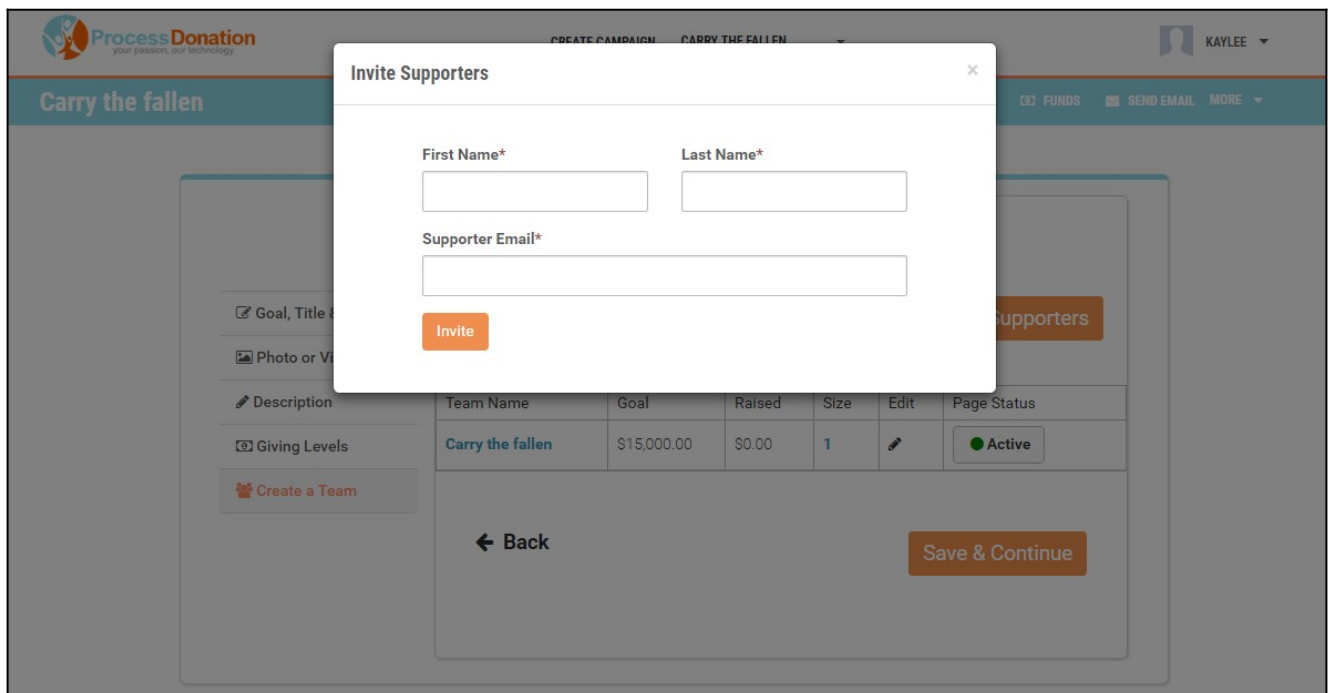 ProcessDonation
your passion, our technology
CREATE CAMPAIGN CARRY THE FALLEN
KAYLEE
Carry the fallen
FUNDS SEND EMAIL MORE
Invite Supporters ×
First Name* Last Name*
Supporter Email*
Invite
Goal, Title &
Supporters
Photo or Vi
Description
Team Name Goal Raised Size Edit Page Status
Giving Levels
Carry the fallen $15,000.00 $0.00 1 Active
Create a Team
Back
Save & Continue